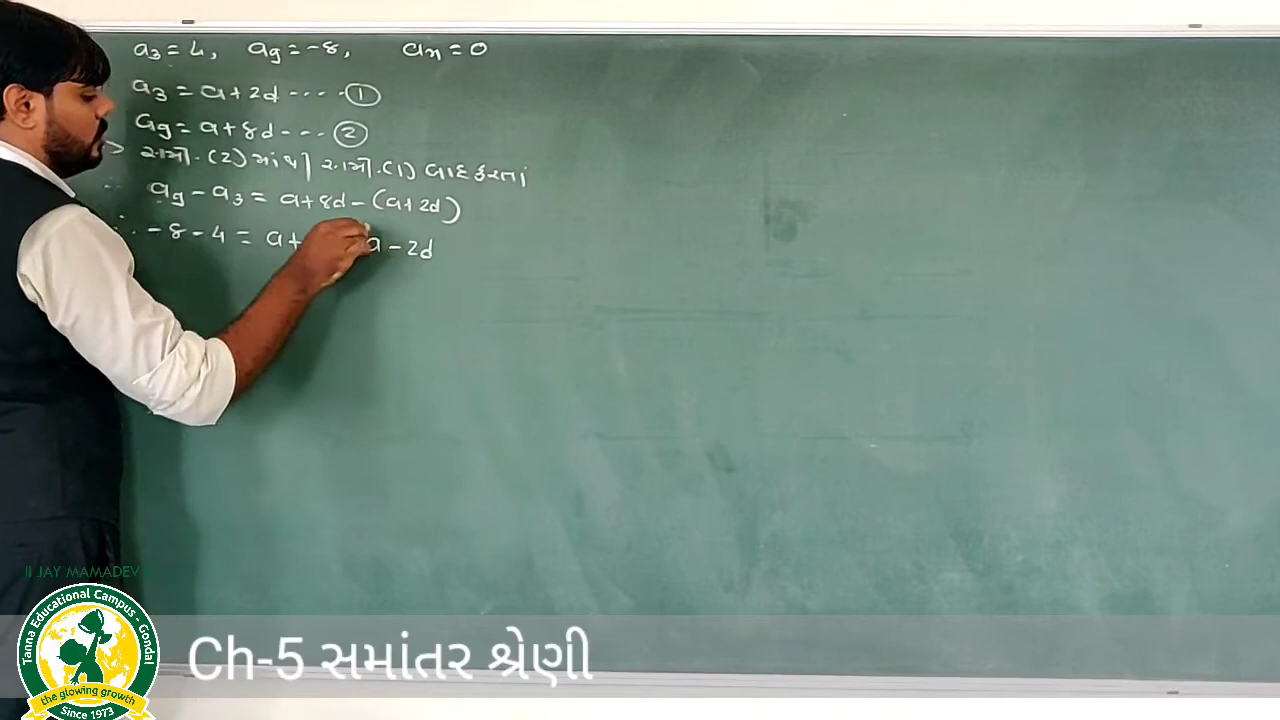 a₃ = 4, a₉ = -8, aₙ = 0
a₃ = a + 2d ---- ①
a₉ = a + 8d --- ②
સમી.(2) માંથી સમી.(1) બાદ કરતાં
a₉ - a₃ = a + 8d - (a + 2d)
∴ -8 - 4 = a + a - 2d
II JAY MAMADEV
Tanna Educational Campus - Gondal
the glowing growth
Since 1973
Ch-5 સમાંતર શ્રેણી